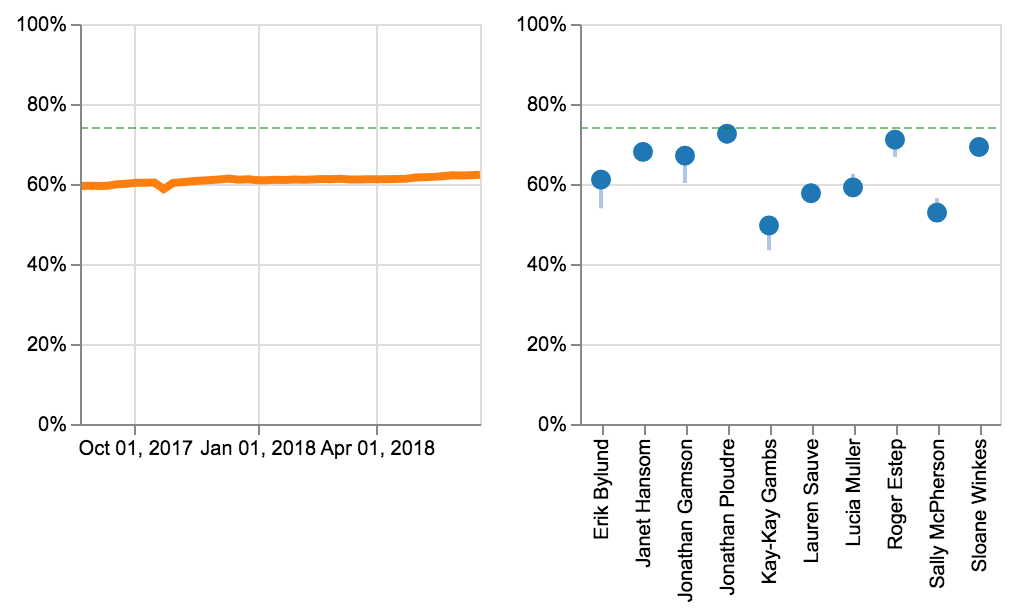 100%
80%
60%
40%
20%
0%
Oct 01, 2017 Jan 01, 2018 Apr 01, 2018
100%
80%
60%
40%
20%
0%
Erik Bylund
Janet Hansom
Jonathan Gamson
Jonathan Ploudre
Kay-Kay Gambs
Lauren Sauve
Lucia Muller
Roger Estep
Sally McPherson
Sloane Winkes